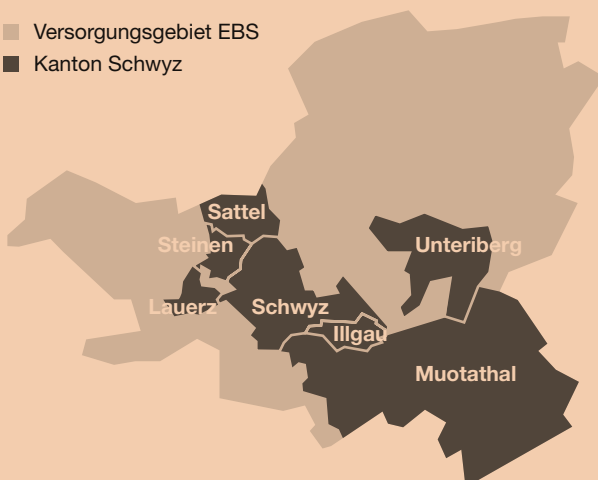 Versorgungsgebiet EBS
Kanton Schwyz
Sattel
Steinen
Unteriberg
Lauerz
Schwyz
Illgau
Muotathal